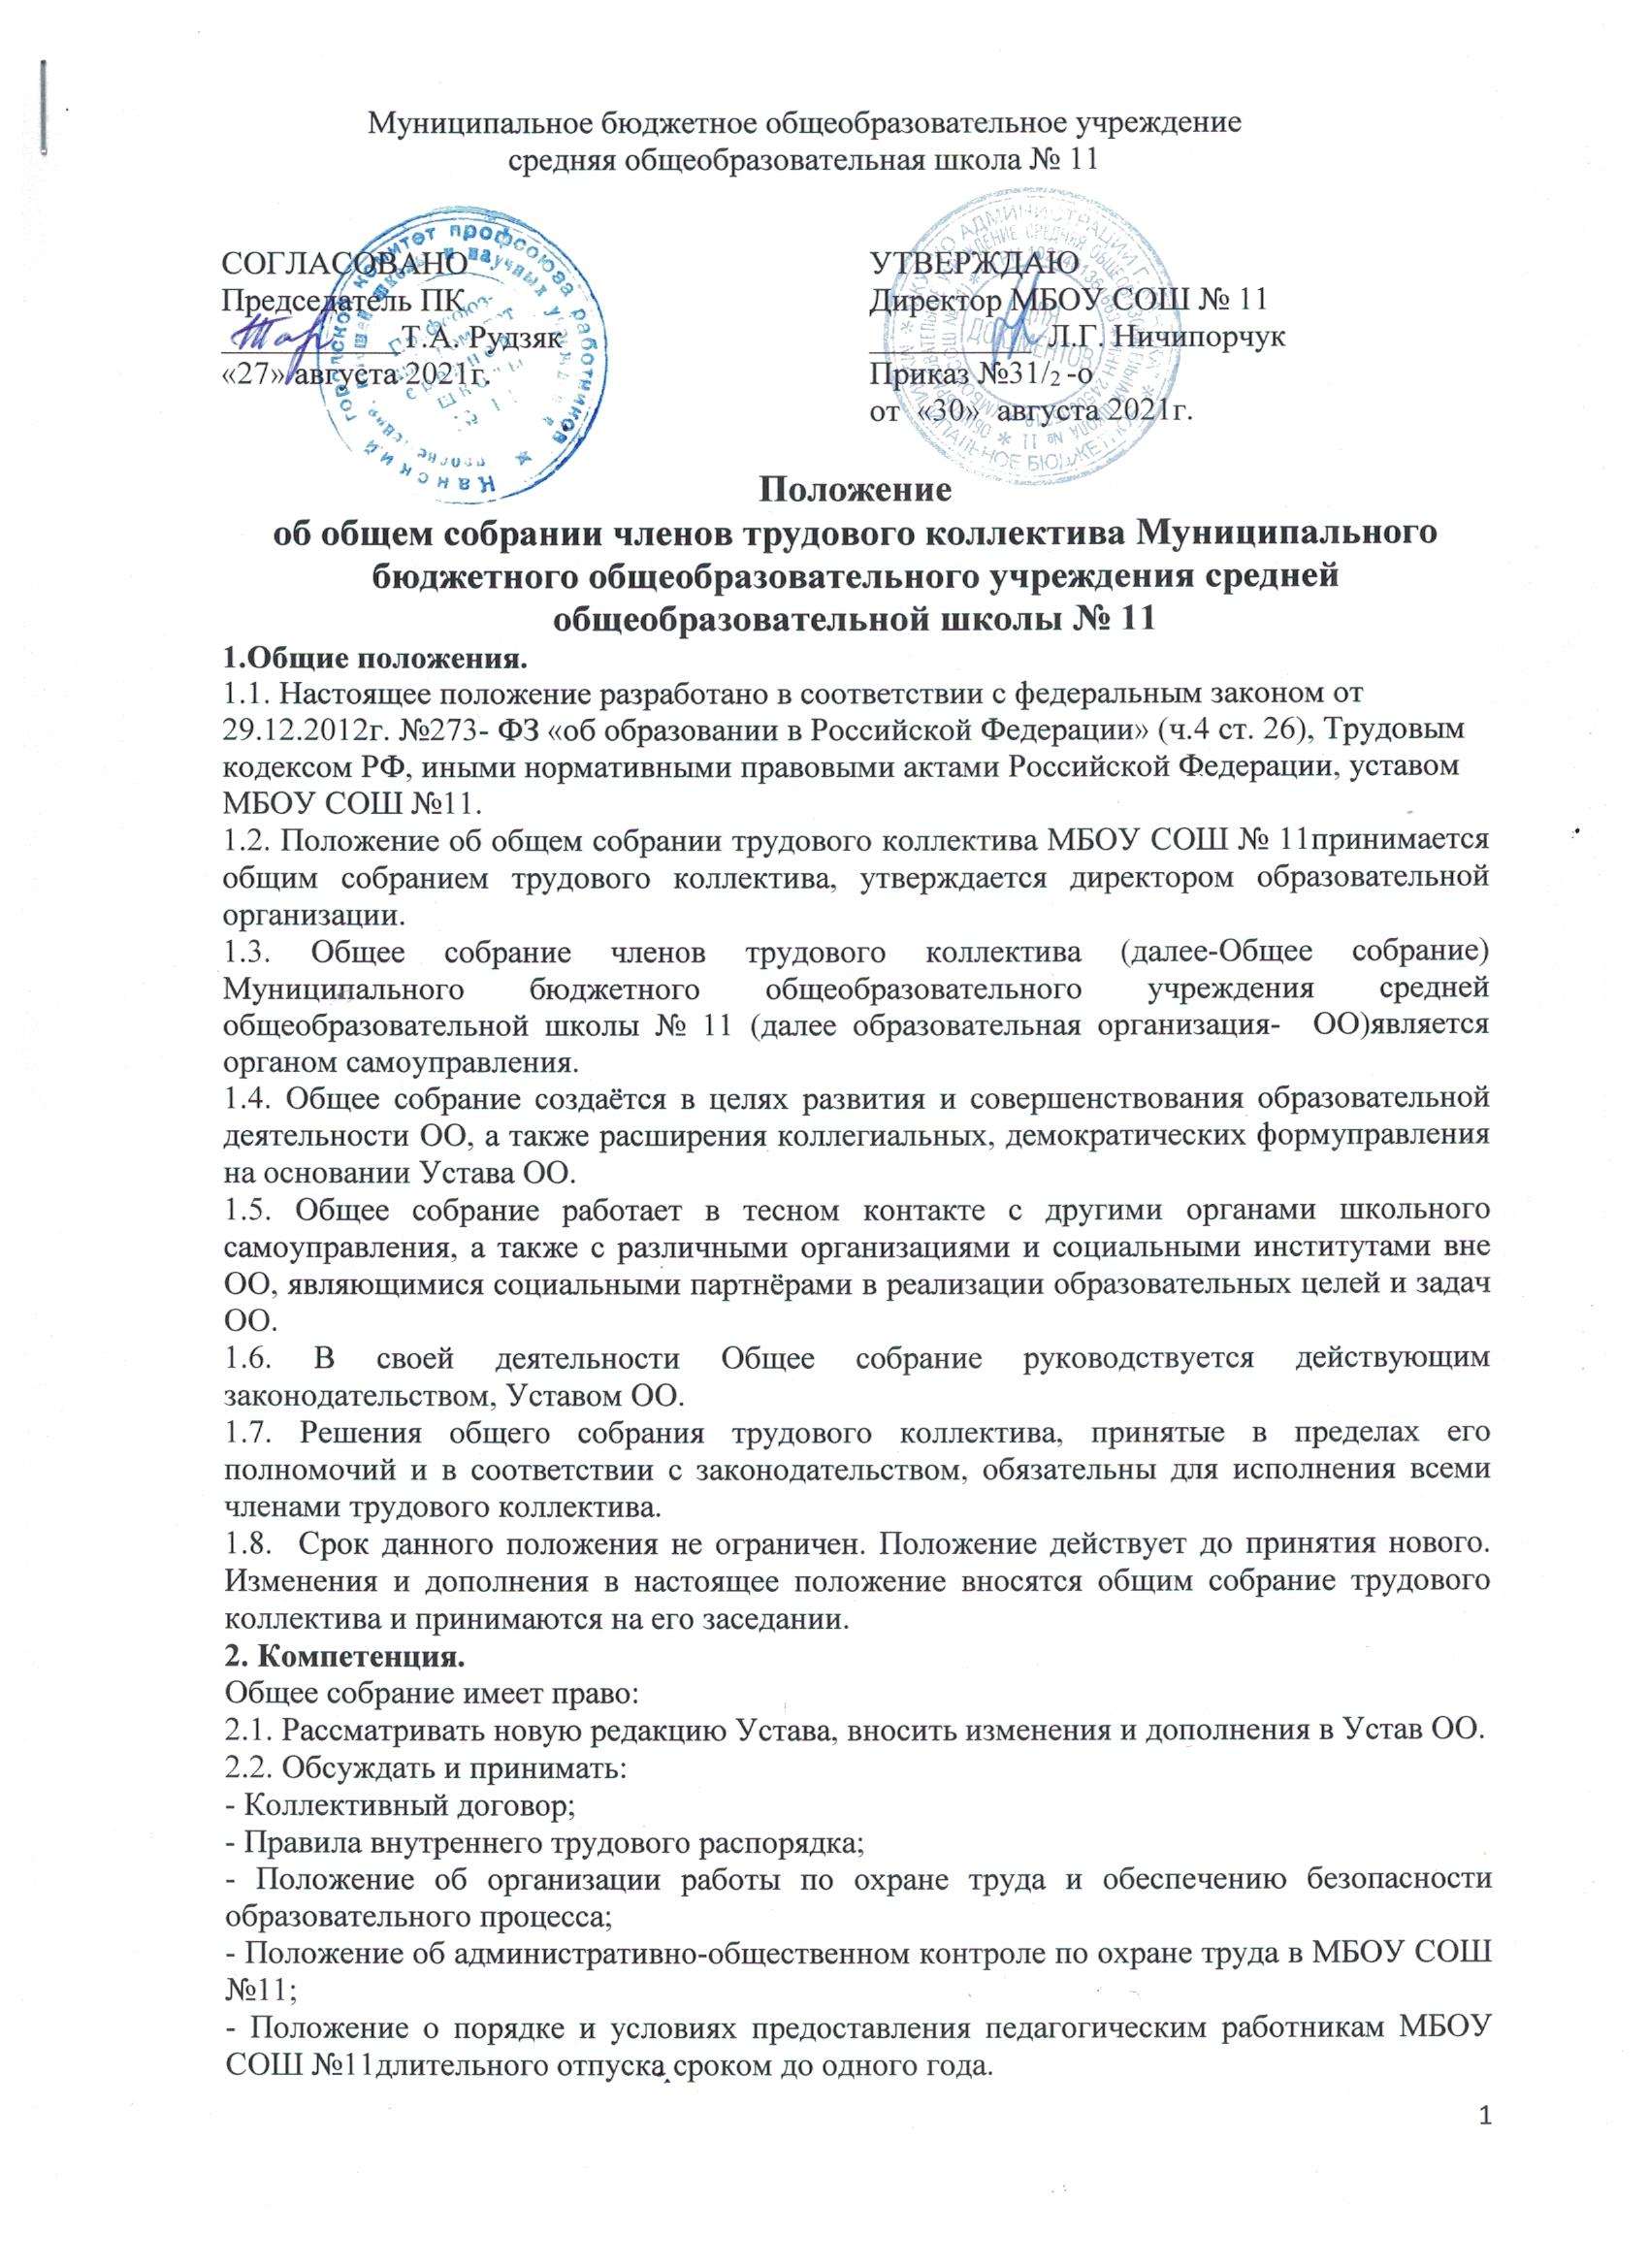 Муниципальное бюджетное общеобразовательное учреждение
средняя общеобразовательная школа № 11
СОГЛАСОВАНО
Председатель ПК
Т.А. Рудзяк
«27» августа 2021г.
УТВЕРЖДАЮ
Директор МБОУ СОШ № 11
Л.Г. Ничипорчук
Приказ №31/2 -о
от «30» августа 2021г.
Положение
об общем собрании членов трудового коллектива Муниципального
бюджетного общеобразовательного учреждения средней
общеобразовательной школы № 11
1.Общие положения.
1.1. Настоящее положение разработано в соответствии с федеральным законом от
29.12.2012г. №273- ФЗ «об образовании в Российской Федерации» (ч.4 ст. 26), Трудовым
кодексом РФ, иными нормативными правовыми актами Российской Федерации, уставом
МБОУ СОШ №11.
1.2. Положение об общем собрании трудового коллектива МБОУ СОШ № 11принимается
общим собранием трудового коллектива, утверждается директором образовательной
организации.
1.3. Общее собрание членов трудового коллектива (далее-Общее собрание)
Муниципального бюджетного общеобразовательного учреждения средней
общеобразовательной школы № 11 (далее образовательная организация- ОО)является
органом самоуправления.
1.4. Общее собрание создаётся в целях развития и совершенствования образовательной
деятельности ОО, а также расширения коллегиальных, демократических формуправления
на основании Устава ОО.
1.5. Общее собрание работает в тесном контакте с другими органами школьного
самоуправления, а также с различными организациями и социальными институтами вне
ОО, являющимися социальными партнёрами в реализации образовательных целей и задач
ОО.
1.6. В своей деятельности Общее собрание руководствуется действующим
законодательством, Уставом ОО.
1.7. Решения общего собрания трудового коллектива, принятые в пределах его
полномочий и в соответствии с законодательством, обязательны для исполнения всеми
членами трудового коллектива.
1.8. Срок данного положения не ограничен. Положение действует до принятия нового.
Изменения и дополнения в настоящее положение вносятся общим собрание трудового
коллектива и принимаются на его заседании.
2. Компетенция.
Общее собрание имеет право:
2.1. Рассматривать новую редакцию Устава, вносить изменения и дополнения в Устав ОО.
2.2. Обсуждать и принимать:
- Коллективный договор;
- Правила внутреннего трудового распорядка;
- Положение об организации работы по охране труда и обеспечению безопасности
образовательного процесса;
- Положение об административно-общественном контроле по охране труда в МБОУ СОШ
№11;
- Положение о порядке и условиях предоставления педагогическим работникам МБОУ
СОШ №11длительного отпуска сроком до одного года.
1